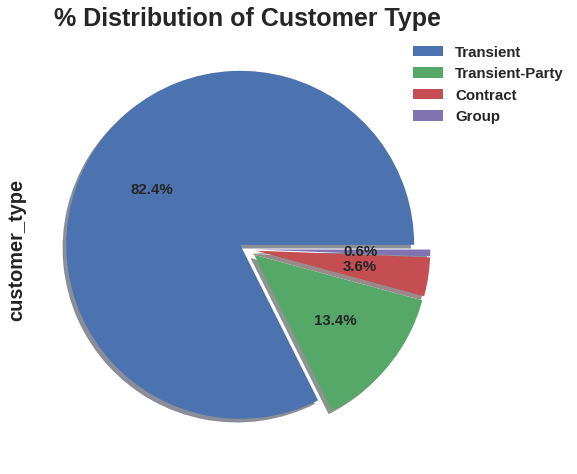 % Distribution of Customer Type
Transient
Transient-Party
Contract
Group
82.4%
0.6%
3.6%
13.4%
customer_type